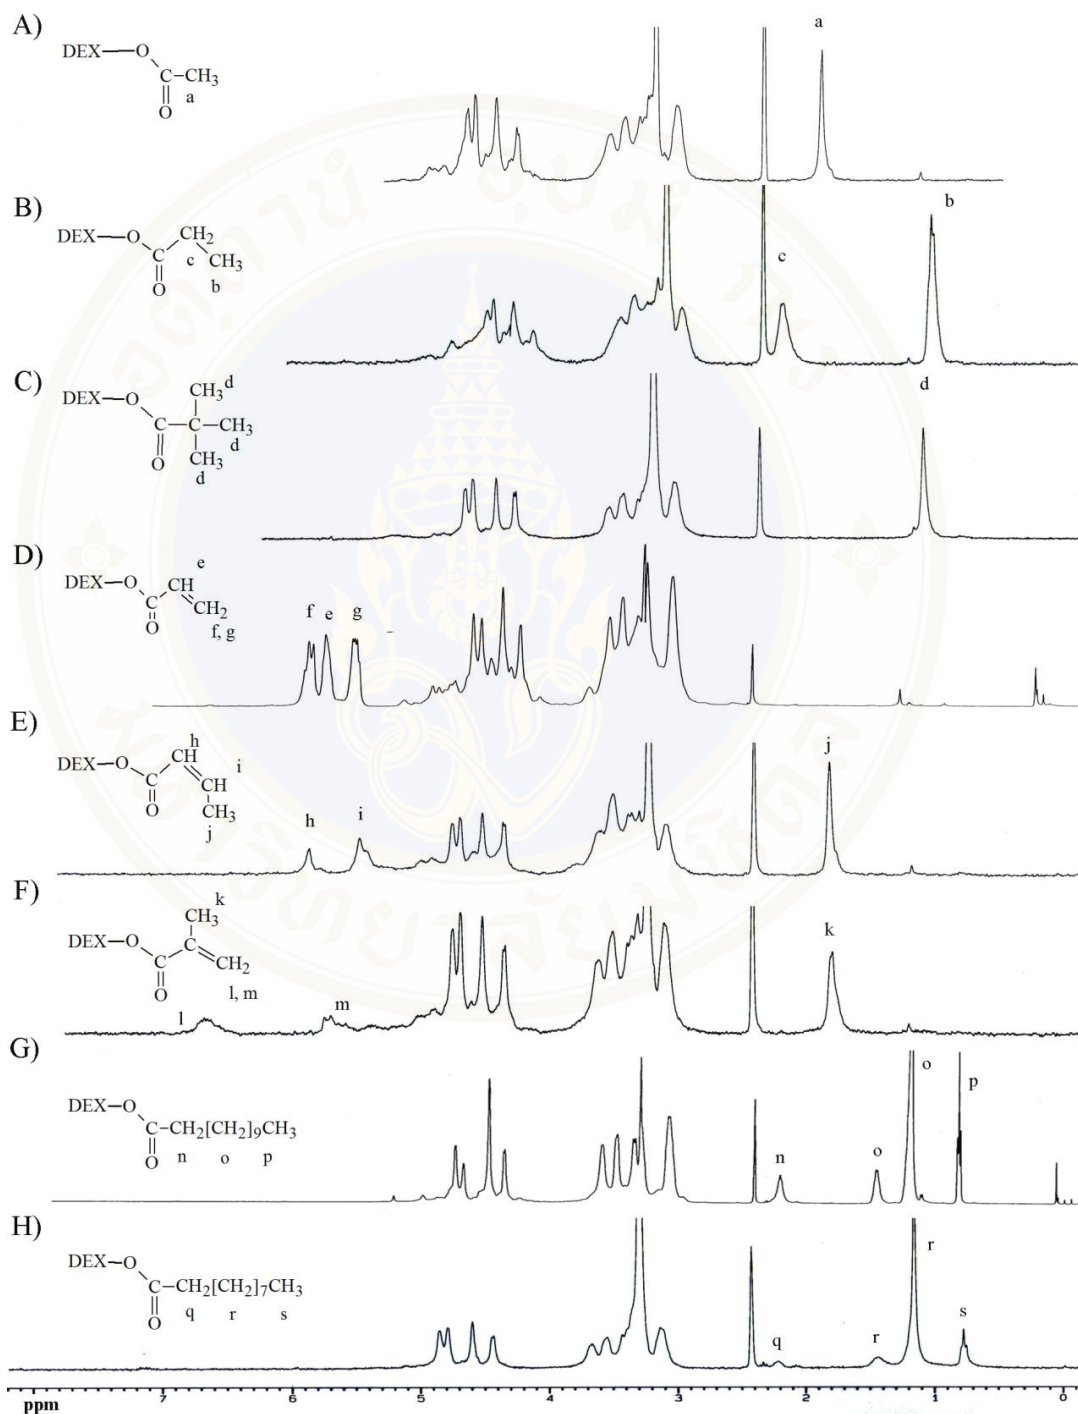 A)
a
DEX—O
C–CH3
a
O
B)
b
DEX—O
CH2
C
c
CH3
c
O
b
C)
d
CH3
d
DEX–O
C–C–CH3
d
O
CH3
d
D)
e
DEX–O
CH
f e g
C
CH2
O
f, g
E)
h
j
DEX–O
CH
i
C
CH
h i
O
CH3
j
F)
k
CH3
k
DEX–O
C
CH2
O
l, m
l
m
G)
o
p
DEX–O
C–CH2[CH2]9CH3
n
o
O
n o p
H)
r
DEX–O
C–CH2[CH2]7CH3
q
r
s
O
q r s
6 5 4 3 2 1 0
ppm